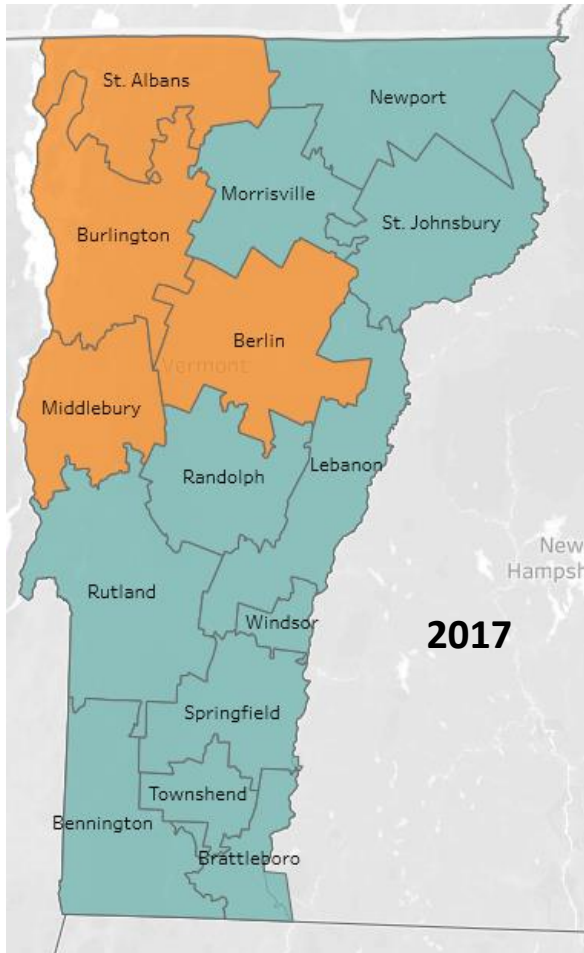 St. Albans
Newport
Morrisville
St. Johnsbury
Burlington
Berlin
Vermont
Middlebury
Lebanon
Randolph
New
Hampsh
Rutland
Windsor
2017
Springfield
Townshend
Bennington
Brattleboro